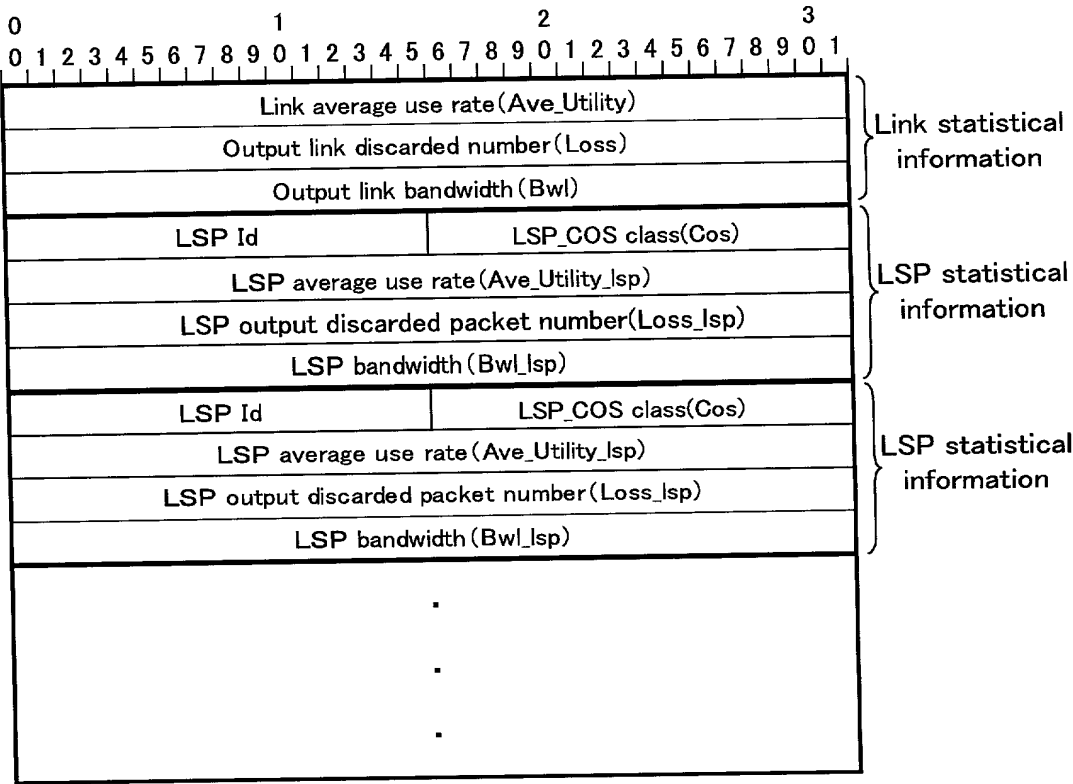 0 1 2 3
0 1 2 3 4 5 6 7 8 9 0 1 2 3 4 5 6 7 8 9 0 1 2 3 4 5 6 7 8 9 0 1
Link average use rate(Ave_Utility)
Output link discarded number(Loss)
Output link bandwidth(Bwl)
Link statistical
information
LSP Id LSP_COS class(Cos)
LSP average use rate(Ave_Utility_lsp)
LSP output discarded packet number(Loss_lsp)
LSP bandwidth(Bwl_lsp)
LSP statistical
information
LSP Id LSP_COS class(Cos)
LSP average use rate(Ave_Utility_lsp)
LSP output discarded packet number(Loss_lsp)
LSP bandwidth(Bwl_lsp)
LSP statistical
information